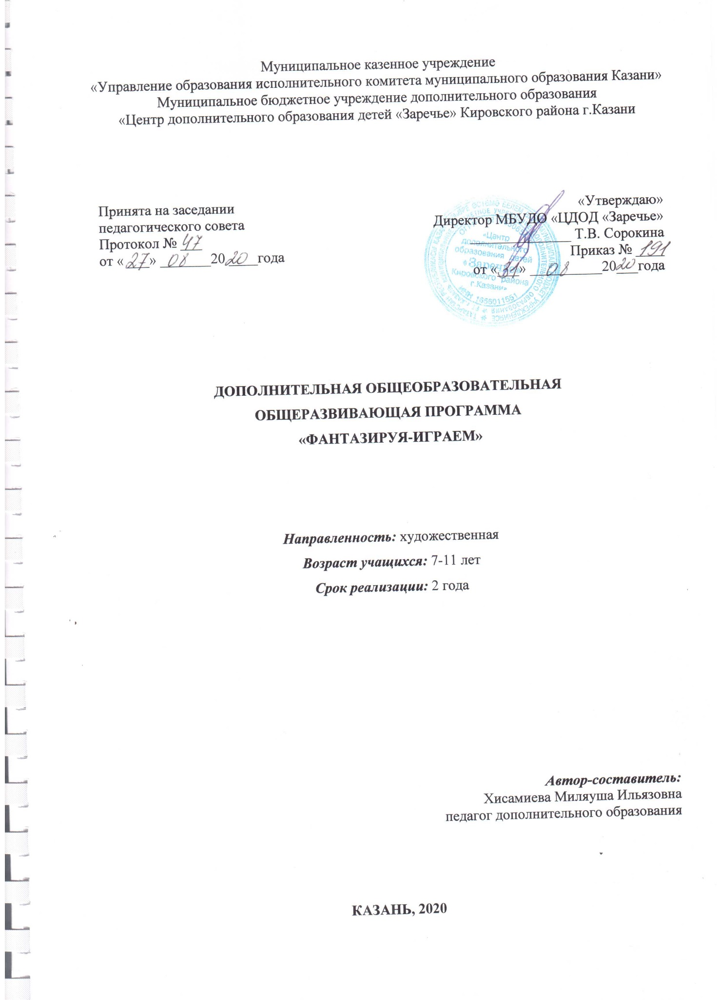 Муниципальное казенное учреждение
«Управление образования исполнительного комитета муниципального образования Казани»
Муниципальное бюджетное учреждение дополнительного образования
«Центр дополнительного образования детей «Заречье» Кировского района г.Казани
Принята на заседании
педагогического совета
Протокол № 47
от «27» 08 2020 года
«Утверждаю»
Директор МБУДО «ЦДОД «Заречье»
Т.В. Сорокина
Приказ № 191
от «31» 08 2020 года
«Центр
дополнительного
образования детей
«Заречье»
Кировского района
г.Казани»
ИНН 1656011551
ДОПОЛНИТЕЛЬНАЯ ОБЩЕОБРАЗОВАТЕЛЬНАЯ
ОБЩЕРАЗВИВАЮЩАЯ ПРОГРАММА
«ФАНТАЗИРУЯ-ИГРАЕМ»
Направленность: художественная
Возраст учащихся: 7-11 лет
Срок реализации: 2 года
Автор-составитель:
Хисамиева Миляуша Ильязовна
педагог дополнительного образования
КАЗАНЬ, 2020